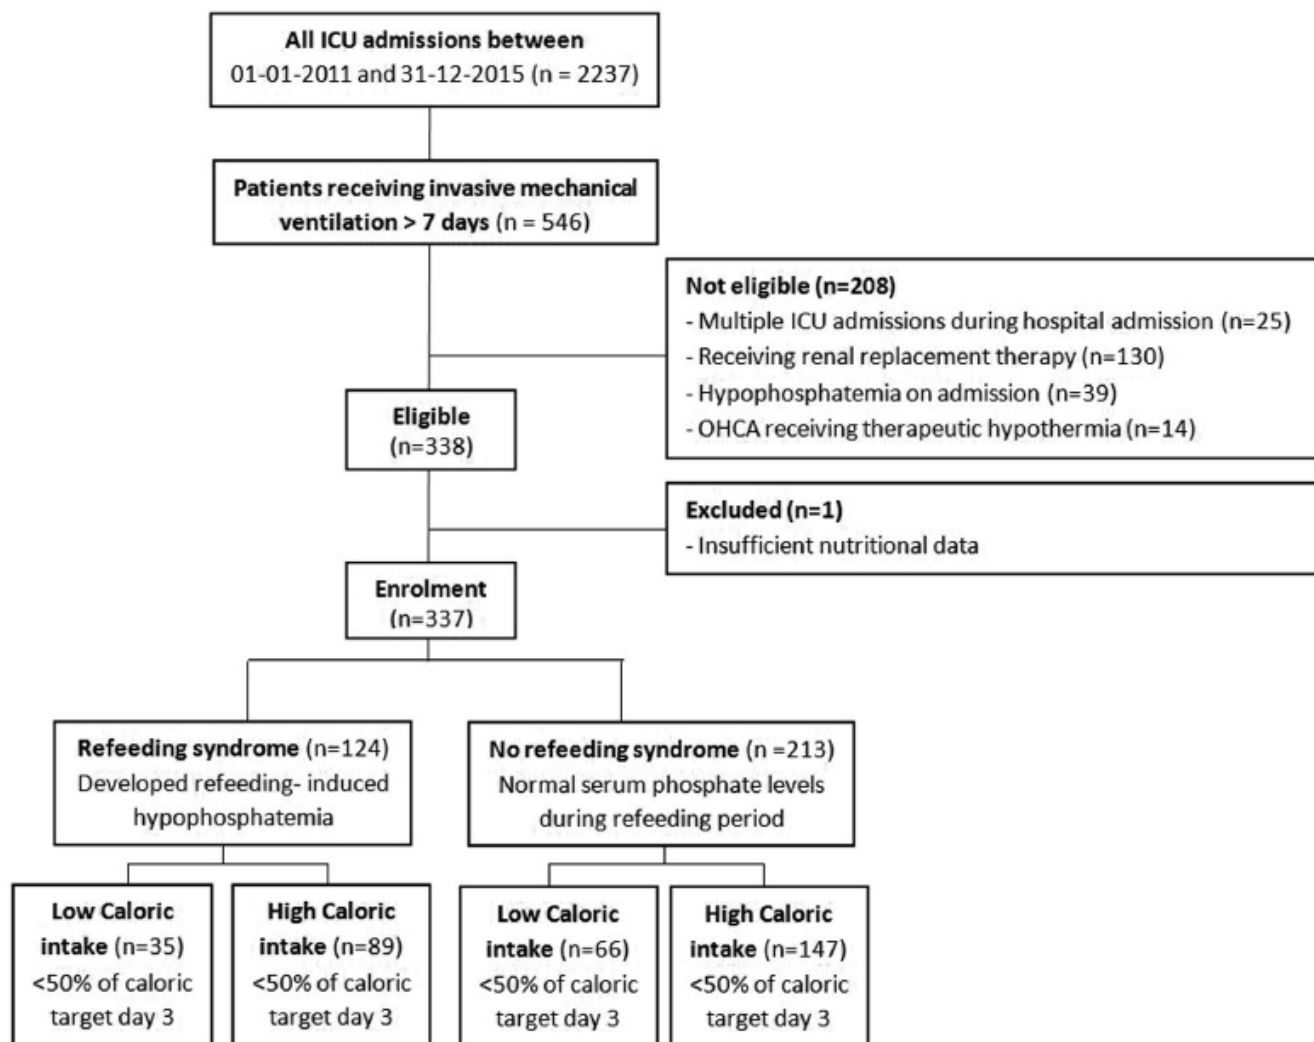 All ICU admissions between
01-01-2011 and 31-12-2015 (n = 2237)
Patients receiving invasive mechanical
ventilation > 7 days (n = 546)
Not eligible (n=208)
- Multiple ICU admissions during hospital admission (n=25)
- Receiving renal replacement therapy (n=130)
- Hypophosphatemia on admission (n=39)
- OHCA receiving therapeutic hypothermia (n=14)
Eligible
(n=338)
Excluded (n=1)
- Insufficient nutritional data
Enrolment
(n=337)
Refeeding syndrome (n=124)
Developed refeeding- induced
hypophosphatemia
No refeeding syndrome (n =213)
Normal serum phosphate levels
during refeeding period
Low Caloric
intake (n=35)
<50% of caloric
target day 3
High Caloric
intake (n=89)
<50% of caloric
target day 3
Low Caloric
intake (n=66)
<50% of caloric
target day 3
High Caloric
intake (n=147)
<50% of caloric
target day 3